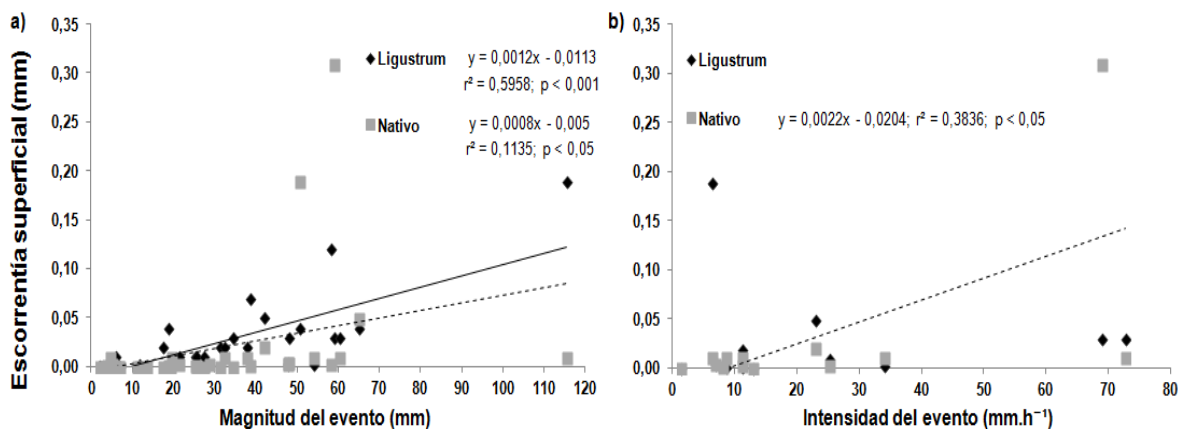 a)
Escorrentía superficial (mm)
0,35
0,30
0,25
0,20
0,15
0,10
0,05
0,00
Ligustrum y = 0,0012x - 0,0113
r² = 0,5958; p < 0,001
Nativo y = 0,0008x - 0,005
r² = 0,1135; p < 0,05
0 10 20 30 40 50 60 70 80 90 100 110 120
Magnitud del evento (mm)
b)
0,35
0,30
0,25
0,20
0,15
0,10
0,05
0,00
Ligustrum
Nativo y = 0,0022x - 0,0204; r² = 0,3836; p < 0,05
0 10 20 30 40 50 60 70 80
Intensidad del evento (mm.h⁻¹)